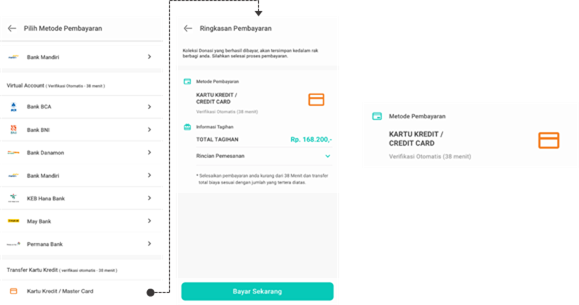 Pilih Metode Pembayaran
Bank Mandiri
Virtual Account ( Verifikasi Otomatis - 38 menit )
Bank BCA
Bank BNI
Bank Danamon
Bank Mandiri
KEB Hana Bank
May Bank
Permana Bank
Transfer Kartu Kredit ( verifikasi otomatis - 38 menit )
Kartu Kredit / Master Card
Ringkasan Pembayaran
Koleksi Donasi yang berhasil dibayar, akan tersimpan kedalam rak
berbagi anda. Silahkan selesai proses pembayaran.
Metode Pembayaran
KARTU KREDIT /
CREDIT CARD
Verifikasi Otomatis (38 menit)
Informasi Tagihan
TOTAL TAGIHAN Rp. 168.200,-
Rincian Pemesenan
* Selesaikan pembayaran anda kurang dari 38 Menit dan transfer
total biaya sesuai dengan jumlah yang tertera diatas
Bayar Sekarang
Metode Pembayaran
KARTU KREDIT /
CREDIT CARD
Verifikasi Otomatis (38 menit)